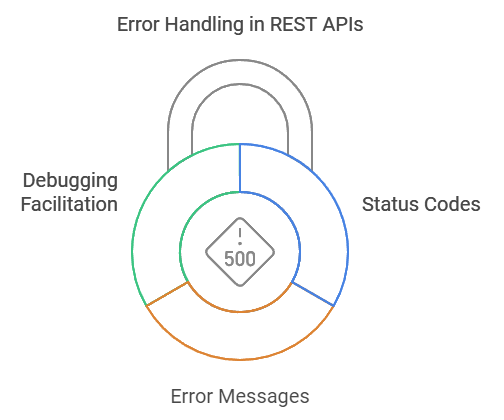 Error Handling in REST APIs
Debugging
Facilitation
Status Codes
!
500
Error Messages